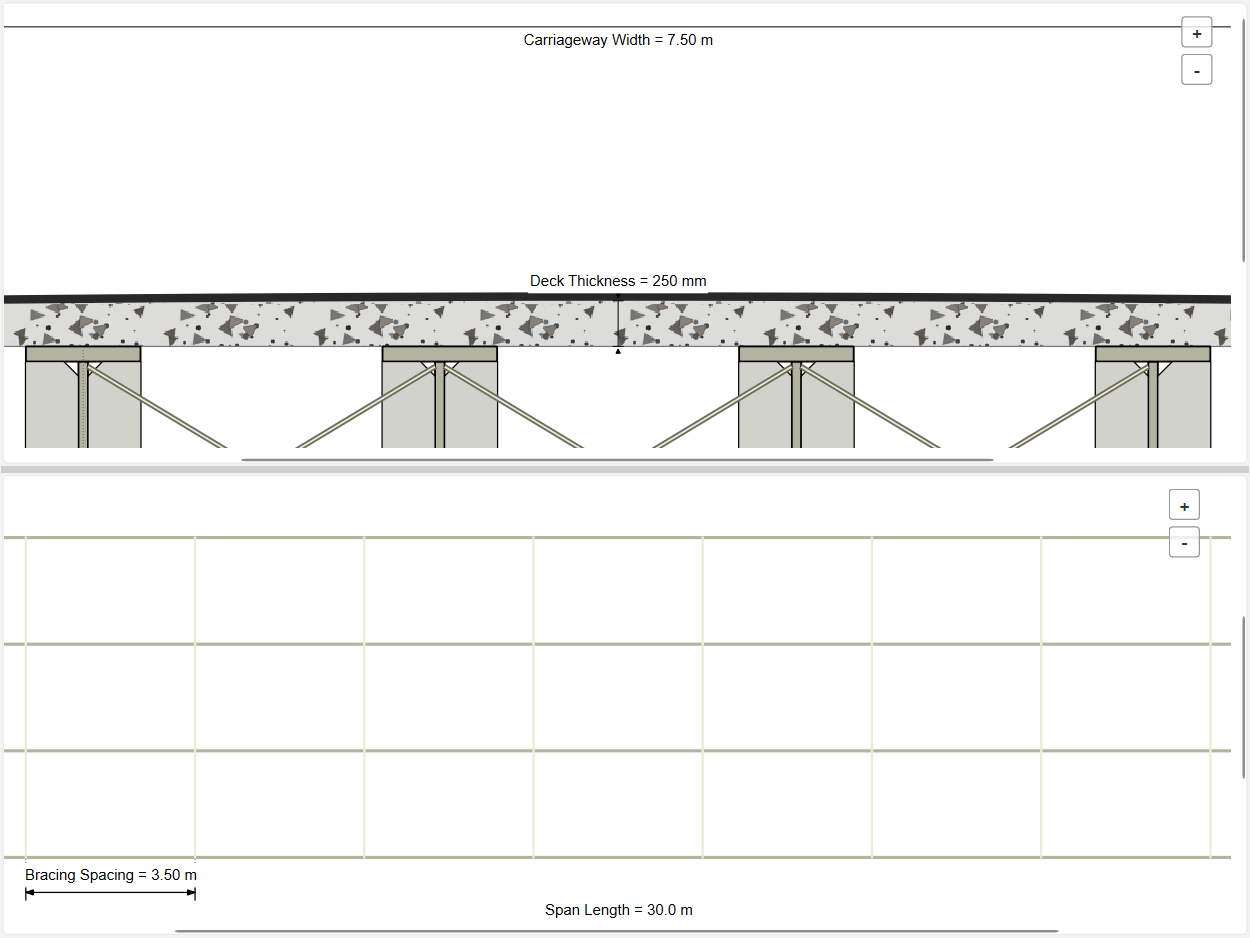 Carriageway Width = 7.50 m
+
-
Deck Thickness = 250 mm
+
-
Bracing Spacing = 3.50 m
Span Length = 30.0 m